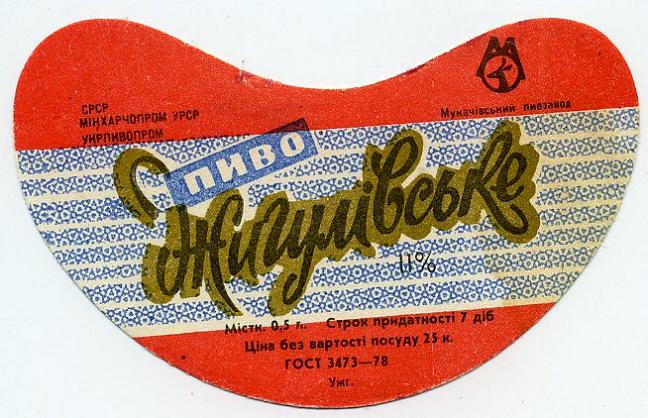 СРСР
МІНХАРЧОПРОМ УРСР
УКРПИВОПРОМ
Мукачівський пивзавод
ПИВО
Жигулівське
11%
Містк. 0,5 л. Строк придатності 7 діб
Ціна без вартості посуду 25 к.
ГОСТ 3473—78
Ужг.